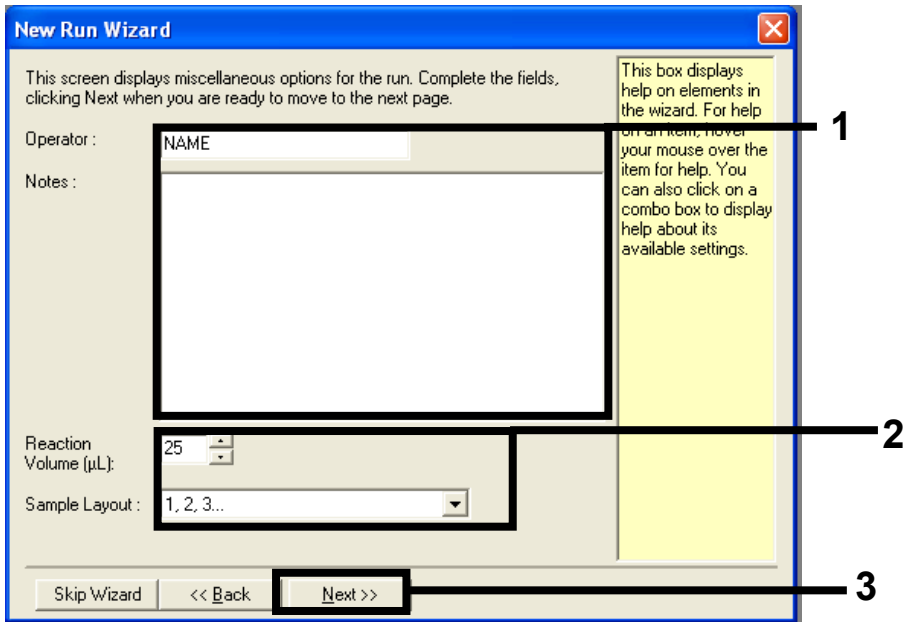 New Run Wizard
This screen displays miscellaneous options for the run. Complete the fields,
clicking Next when you are ready to move to the next page.
This box displays
help on elements in
the wizard. For help
on an item, hover
your mouse over the
item for help. You
can also click on a
combo box to display
help about its
available settings.
1
Operator :
NAME
Notes :
2
Reaction
Volume (µL):
25
Sample Layout :
1, 2, 3...
Skip Wizard
<< Back
Next >>
3